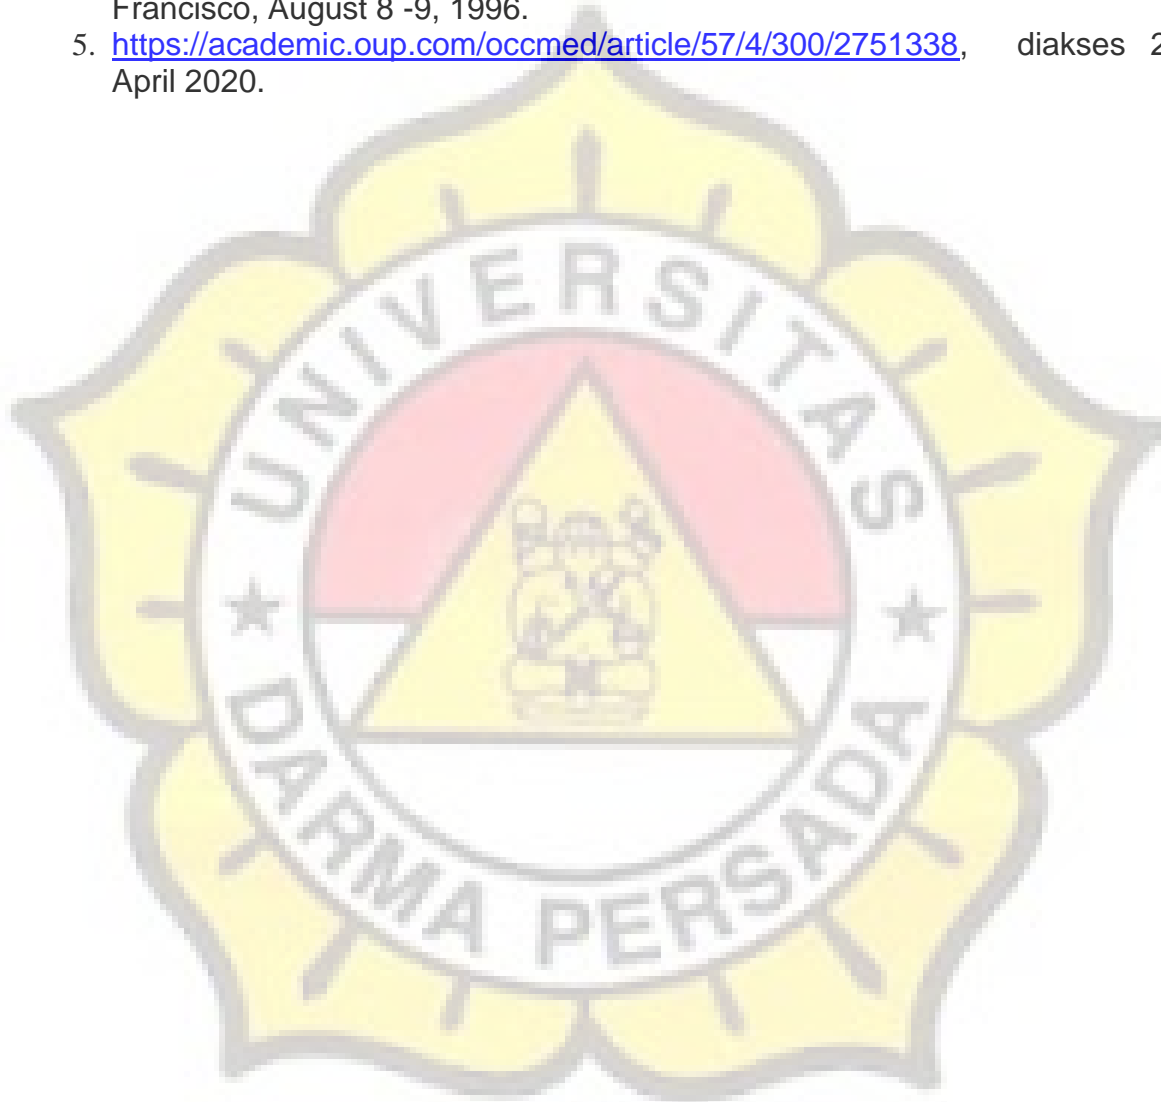 Francisco, August 8 -9, 1996.
5. https://academic.oup.com/occmed/article/57/4/300/2751338, diakses 2
April 2020.
UNIVERSITAS
★ DARMA PERSADA ★